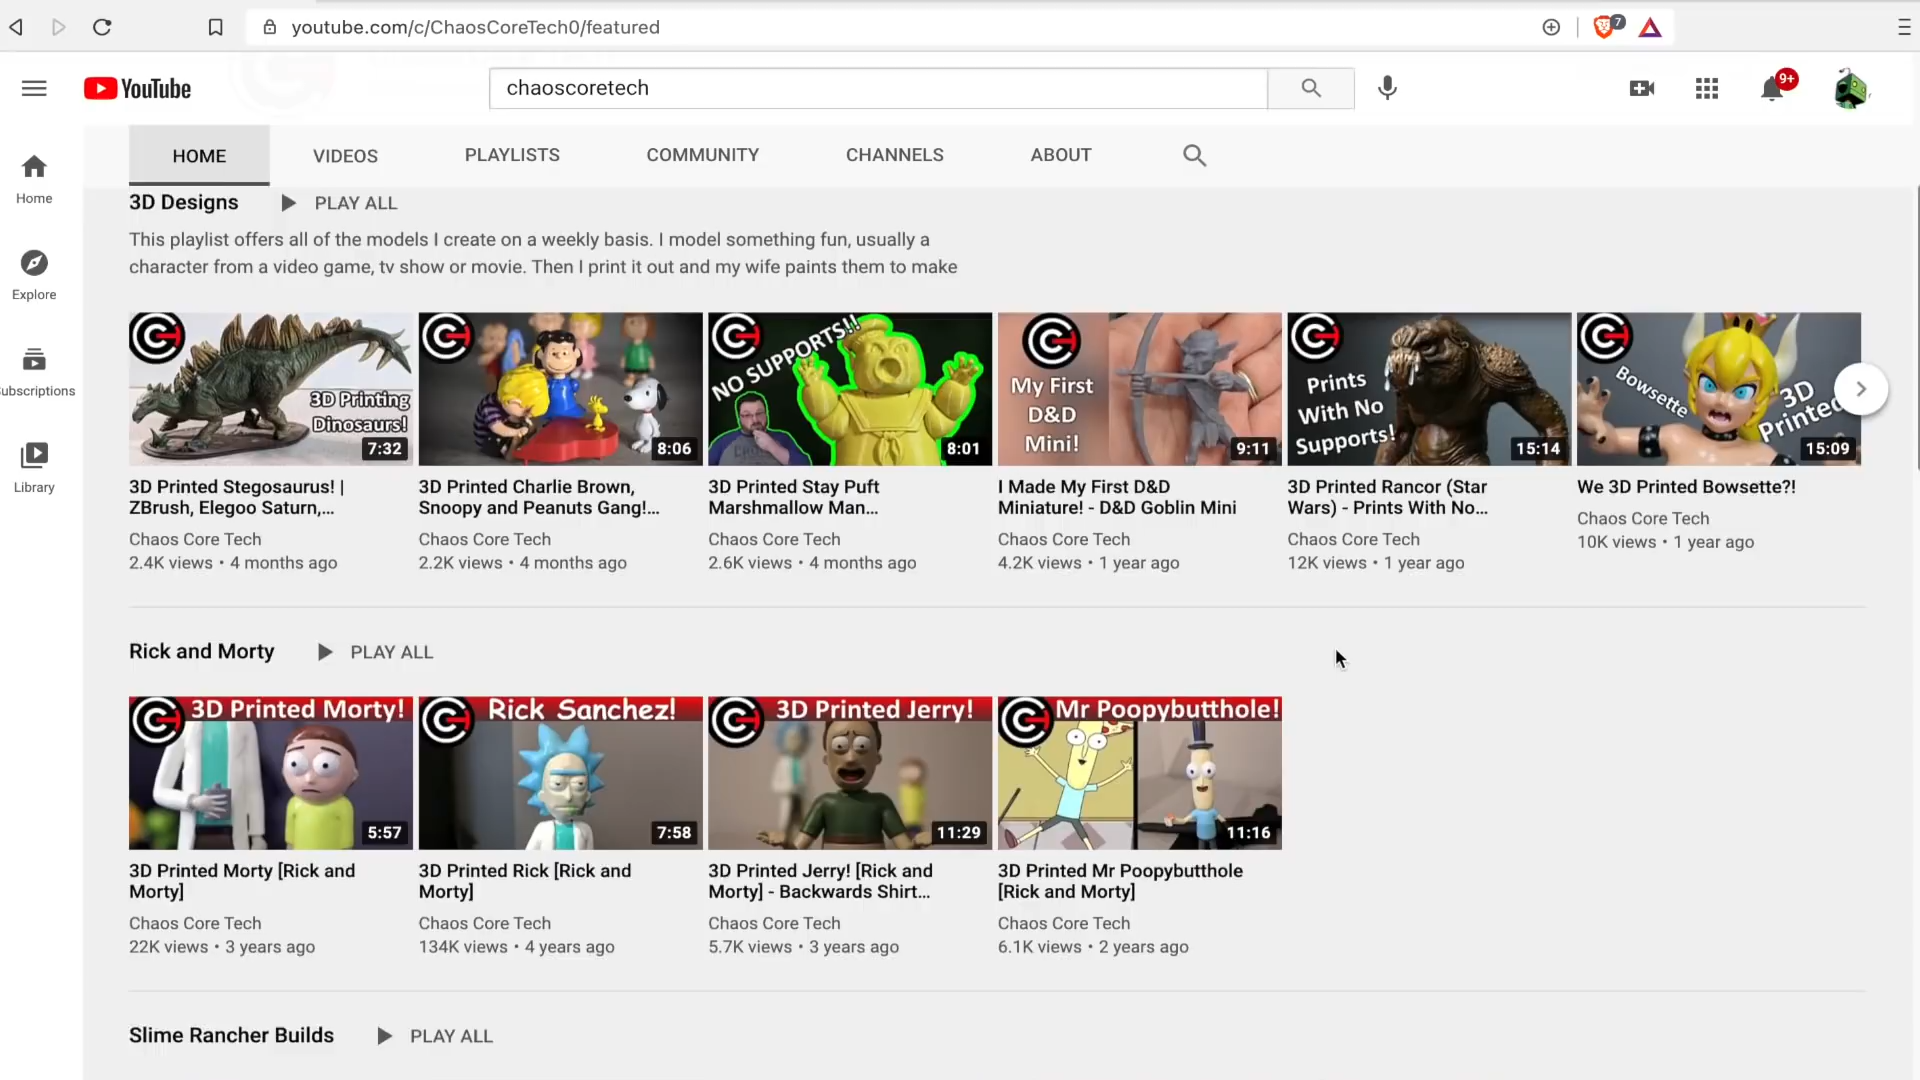 youtube.com/c/ChaosCoreTech0/featured
7
YouTube
chaoscoretech
9+
HOME
VIDEOS
PLAYLISTS
COMMUNITY
CHANNELS
ABOUT
Home
Explore
ubscriptions
Library
3D Designs
PLAY ALL
This playlist offers all of the models I create on a weekly basis. I model something fun, usually a
character from a video game, tv show or movie. Then I print it out and my wife paints them to make
3D Printing
Dinosaurs!
7:32
8:06
NO SUPPORTS!!
8:01
My First
D&D
Mini!
9:11
Prints
With No
Supports!
15:14
Bowsette
3D
Printed
15:09
3D Printed Stegosaurus! |
ZBrush, Elegoo Saturn,...
Chaos Core Tech
2.4K views • 4 months ago
3D Printed Charlie Brown,
Snoopy and Peanuts Gang!...
Chaos Core Tech
2.2K views • 4 months ago
3D Printed Stay Puft
Marshmallow Man...
Chaos Core Tech
2.6K views • 4 months ago
I Made My First D&D
Miniature! - D&D Goblin Mini
Chaos Core Tech
4.2K views • 1 year ago
3D Printed Rancor (Star
Wars) - Prints With No...
Chaos Core Tech
12K views • 1 year ago
We 3D Printed Bowsette?!
Chaos Core Tech
10K views • 1 year ago
Rick and Morty
PLAY ALL
3D Printed Morty!
5:57
Rick Sanchez!
7:58
3D Printed Jerry!
11:29
Mr Poopybutthole!
11:16
3D Printed Morty [Rick and
Morty]
Chaos Core Tech
22K views • 3 years ago
3D Printed Rick [Rick and
Morty]
Chaos Core Tech
134K views • 4 years ago
3D Printed Jerry! [Rick and
Morty] - Backwards Shirt...
Chaos Core Tech
5.7K views • 3 years ago
3D Printed Mr Poopybutthole
[Rick and Morty]
Chaos Core Tech
6.1K views • 2 years ago
Slime Rancher Builds
PLAY ALL